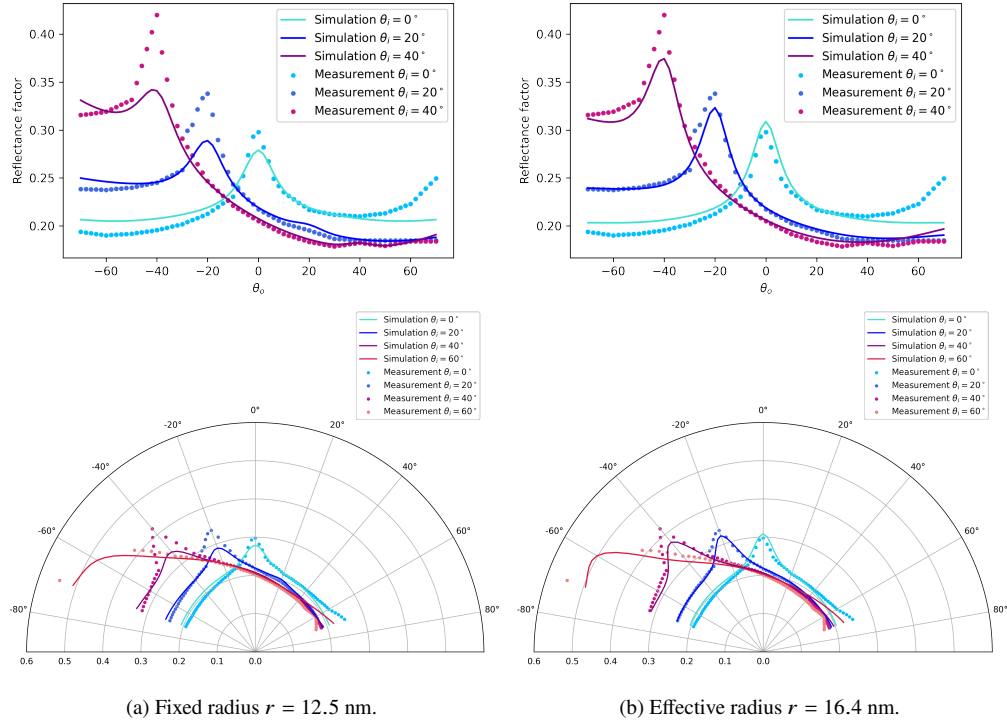 0.40
0.35
0.30
0.25
0.20
Reflectance factor
−60 −40 −20 0 20 40 60
θo
Simulation θi = 0°
Simulation θi = 20°
Simulation θi = 40°
Measurement θi = 0°
Measurement θi = 20°
Measurement θi = 40°
0.40
0.35
0.30
0.25
0.20
Reflectance factor
−60 −40 −20 0 20 40 60
θo
Simulation θi = 0°
Simulation θi = 20°
Simulation θi = 40°
Measurement θi = 0°
Measurement θi = 20°
Measurement θi = 40°
Simulation θi = 0°
Simulation θi = 20°
Simulation θi = 40°
Simulation θi = 60°
Measurement θi = 0°
Measurement θi = 20°
Measurement θi = 40°
Measurement θi = 60°
0°
-20° 20°
-40° 40°
-60° 60°
-80° 80°
0.6 0.5 0.4 0.3 0.2 0.1 0.0
Simulation θi = 0°
Simulation θi = 20°
Simulation θi = 40°
Simulation θi = 60°
Measurement θi = 0°
Measurement θi = 20°
Measurement θi = 40°
Measurement θi = 60°
0°
-20° 20°
-40° 40°
-60° 60°
-80° 80°
0.6 0.5 0.4 0.3 0.2 0.1 0.0
(a) Fixed radius r = 12.5 nm.
(b) Effective radius r = 16.4 nm.